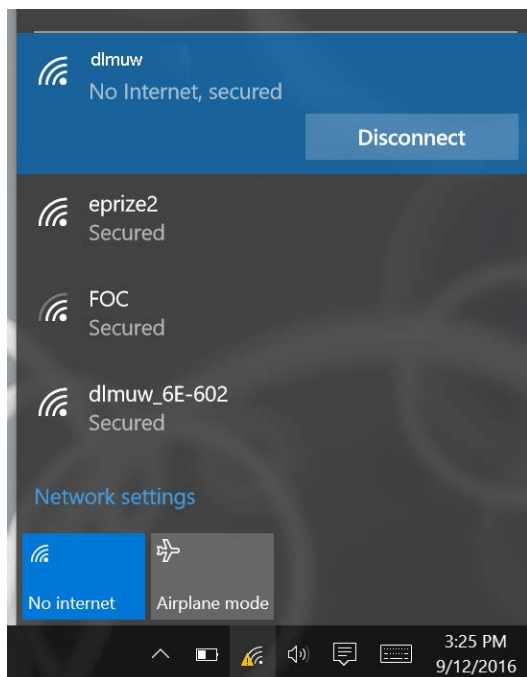 dlmuw
No Internet, secured
Disconnect
eprize2
Secured
FOC
Secured
dlmuw_6E-602
Secured
Network settings
No internet
Airplane mode
3:25 PM
9/12/2016